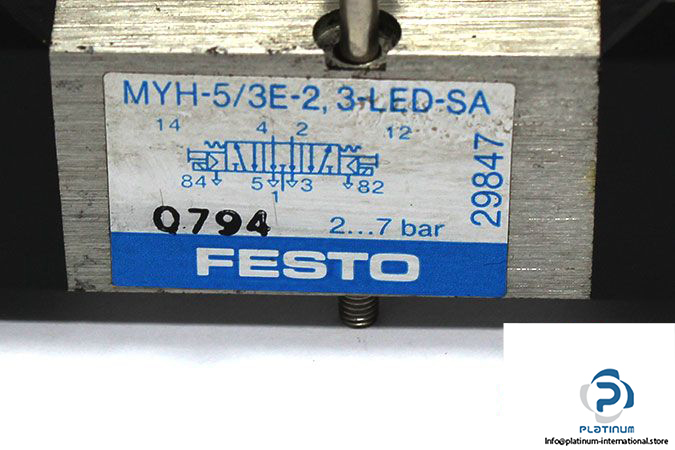 MYH-5/3E-2,3-LED-SA
14 4 2 12
84 5 3 82
1
29847
0794 2...7 bar
FESTO
P
PLATINUM
info@platinum-international.store